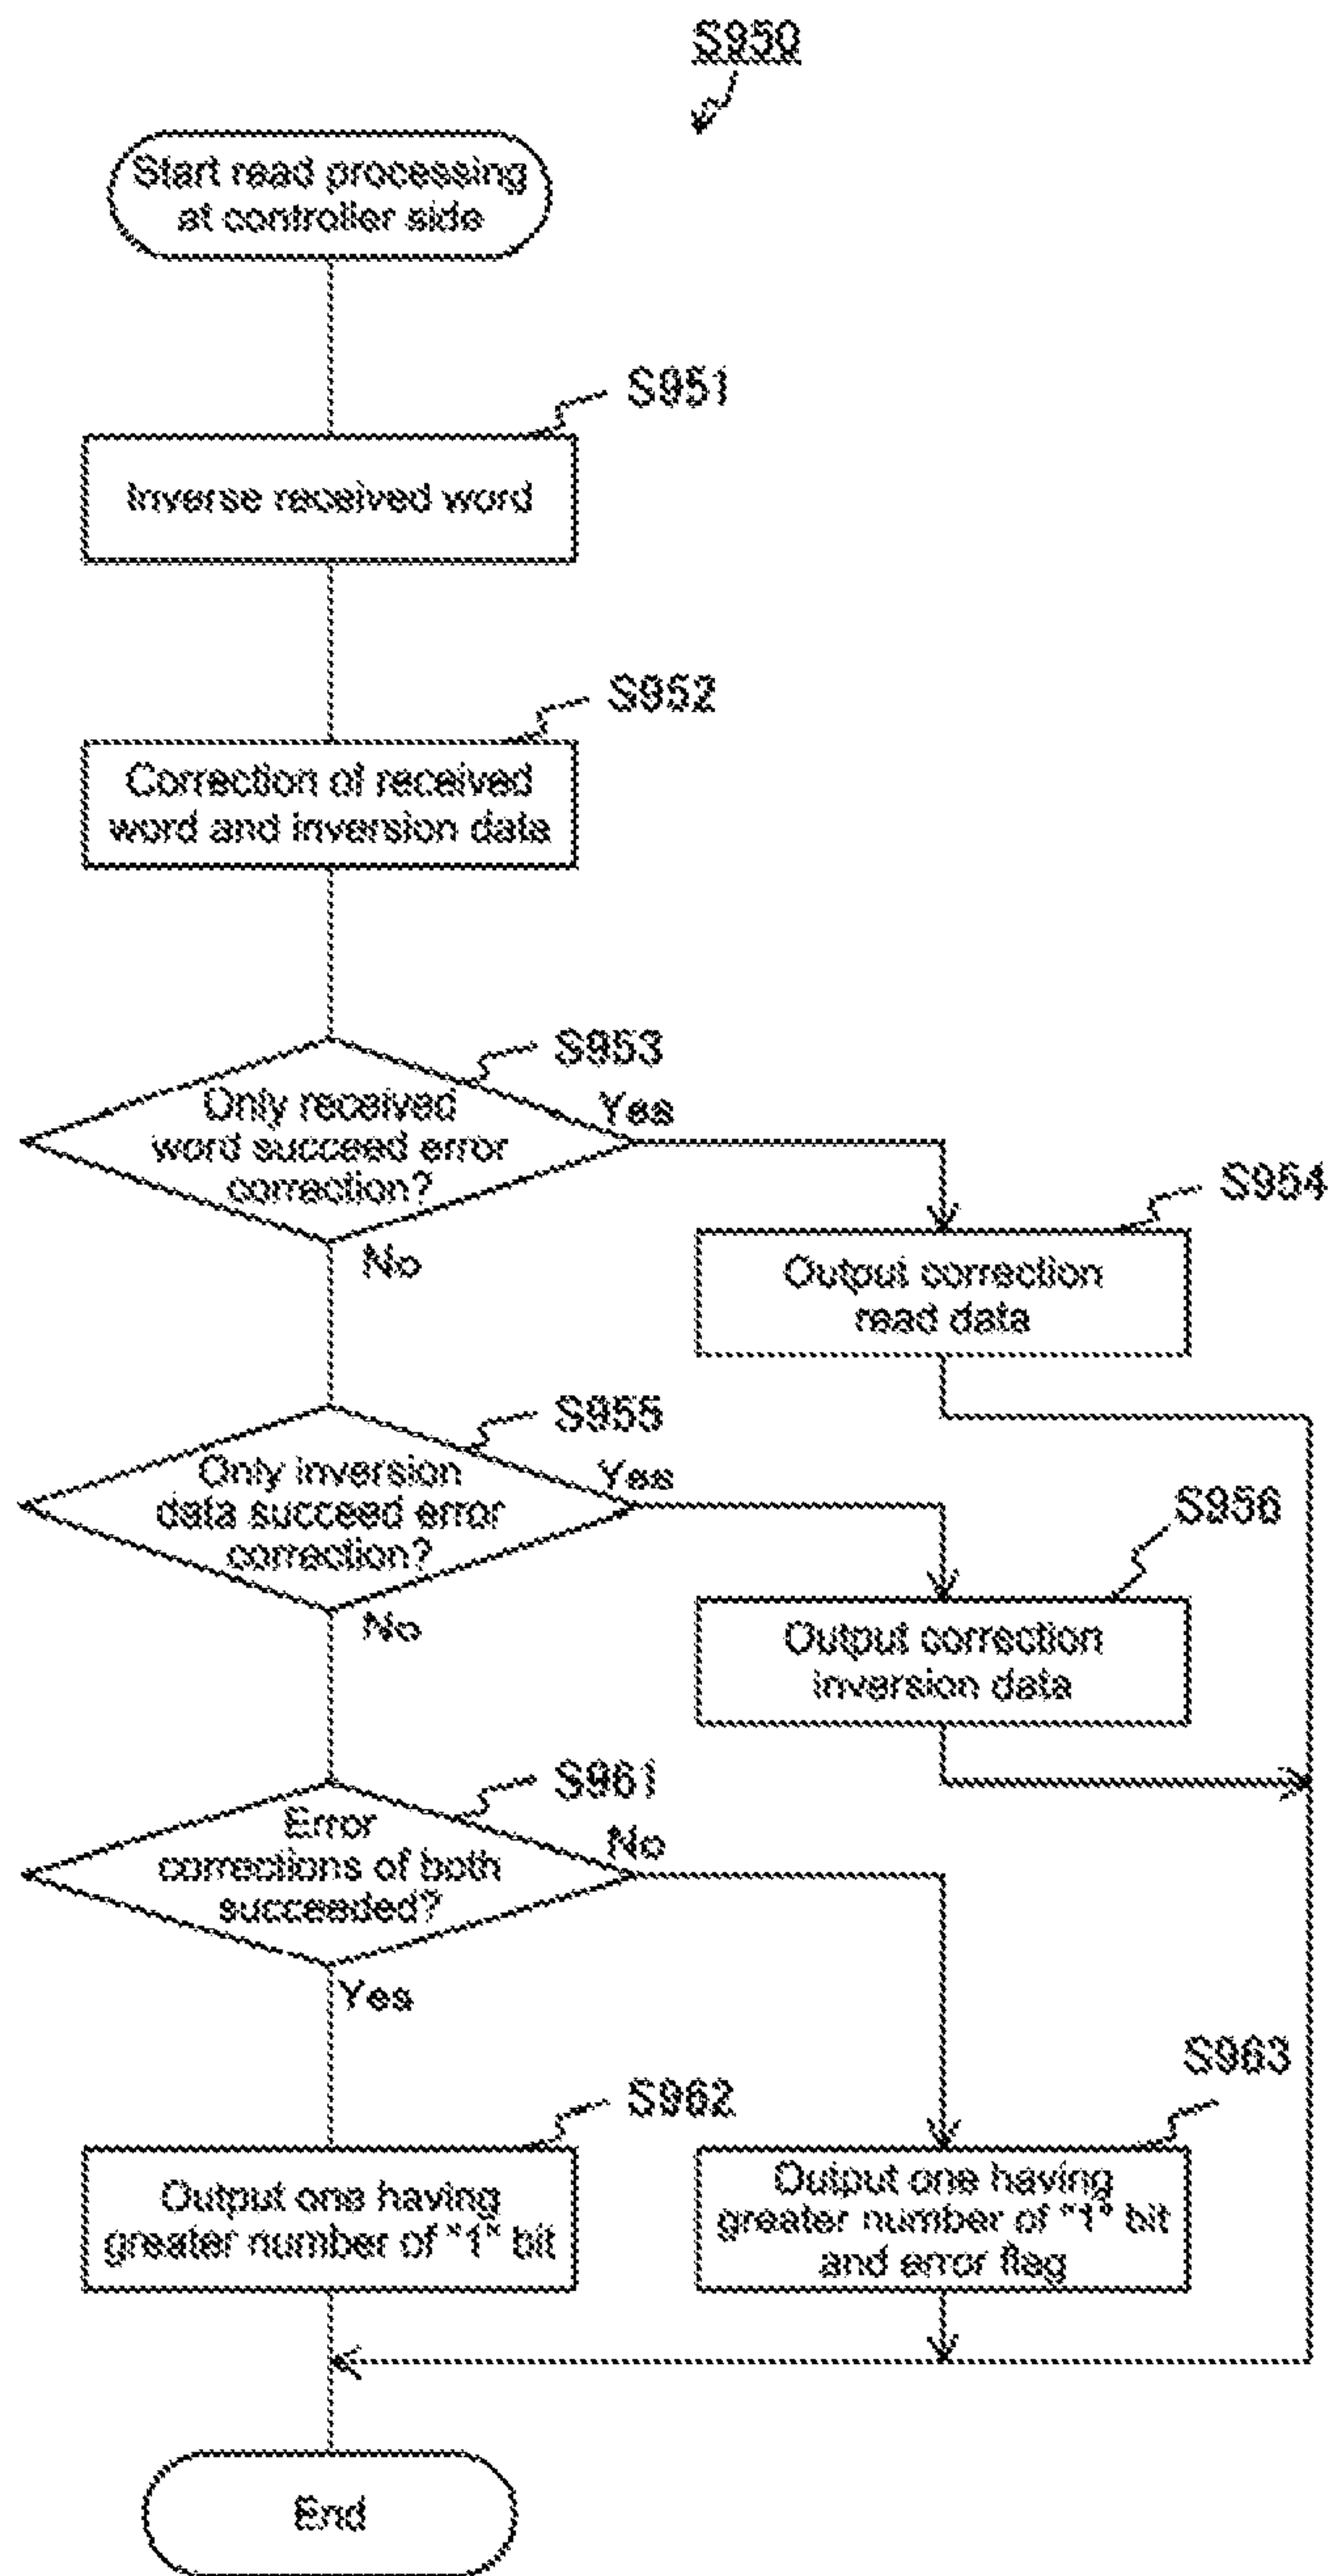 S950
Start read processing
at controller side
S951
Inverse received word
S952
Correction of received
word and inversion data
S953
Only received
word succeed error
correction?
Yes
No
S954
Output correction
read data
S955
Only inversion
data succeed error
correction?
Yes
No
S956
Output correction
inversion data
S961
Error
corrections of both
succeeded?
No
Yes
S962
Output one having
greater number of "1" bit
S963
Output one having
greater number of "1" bit
and error flag
End